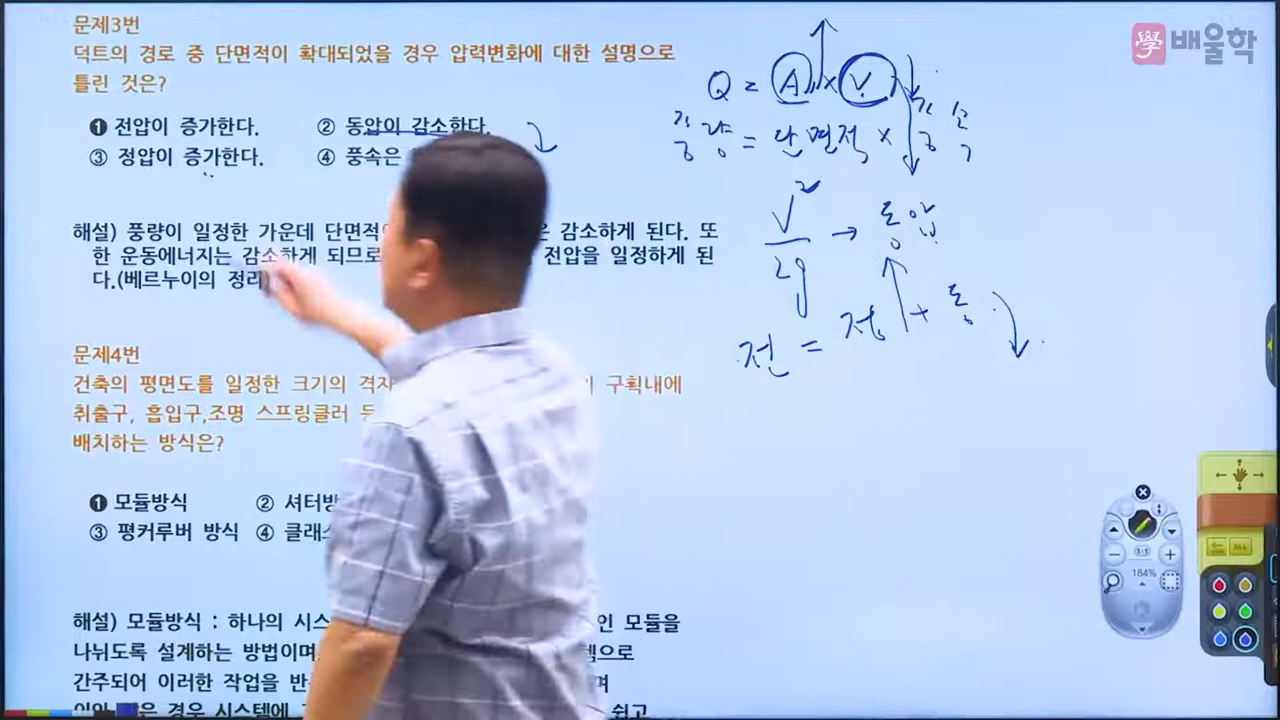 문제3번
덕트의 경로 중 단면적이 확대되었을 경우 압력변화에 대한 설명으로
틀린 것은?
❶ 전압이 증가한다. ② 동압이 감소한다.
③ 정압이 증가한다. ④ 풍속은
해설) 풍량이 일정한 가운데 단면적 감소하게 된다. 또
한 운동에너지는 감소하게 되므로 전압을 일정하게 된
다.(베르누이의 정리)
문제4번
건축의 평면도를 일정한 크기의 격자 구획내에
취출구, 흡입구,조명 스프링클러
배치하는 방식은?
❶ 모듈방식 ② 셔터방
③ 평커루버 방식 ④ 클래스
해설) 모듈방식 : 하나의 시스 인 모듈을
나뉘도록 설계하는 방법이며, 템으로
간주되어 이러한 작업을 반 며
경우 시스템에 쉽고
學 배울학
Q = A × V
량 = 단면적 ×
V²
2g → 동압
전 = 정 + 동
1:1
184%